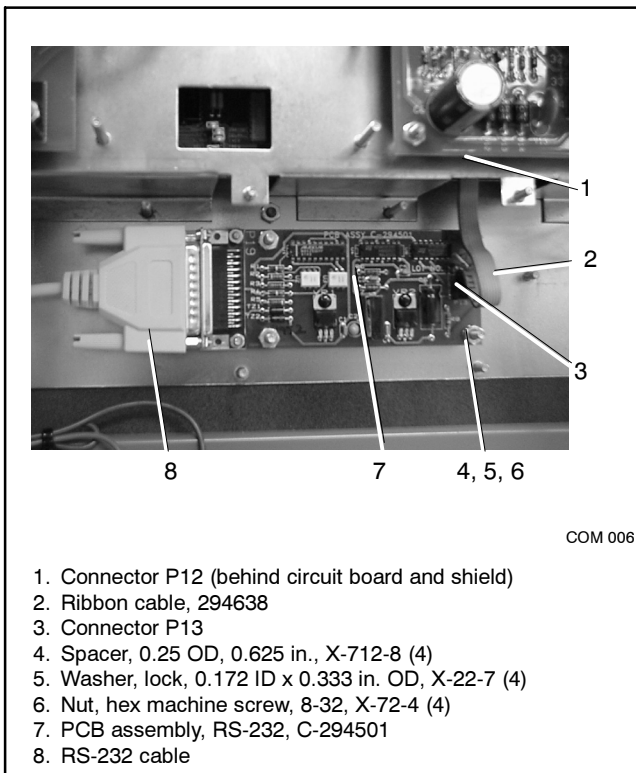 PCB ASSY C-294501
1
2
3
8
7
4, 5, 6
COM 006
1. Connector P12 (behind circuit board and shield)
2. Ribbon cable, 294638
3. Connector P13
4. Spacer, 0.25 OD, 0.625 in., X-712-8 (4)
5. Washer, lock, 0.172 ID x 0.333 in. OD, X-22-7 (4)
6. Nut, hex machine screw, 8-32, X-72-4 (4)
7. PCB assembly, RS-232, C-294501
8. RS-232 cable